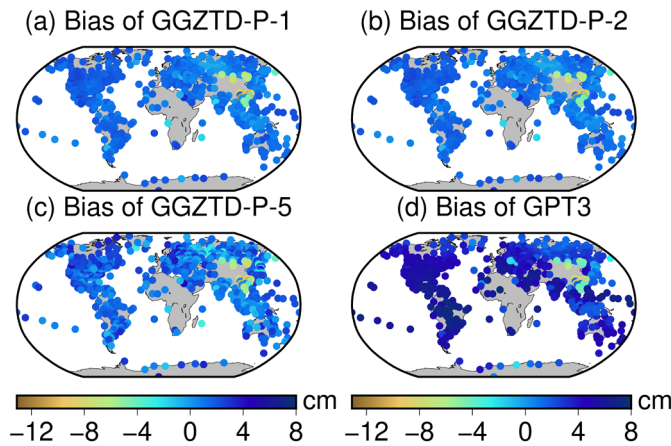 (a) Bias of GGZTD-P-1
(b) Bias of GGZTD-P-2
(c) Bias of GGZTD-P-5
(d) Bias of GPT3
−12 −8 −4 0 4 8 cm
−12 −8 −4 0 4 8 cm